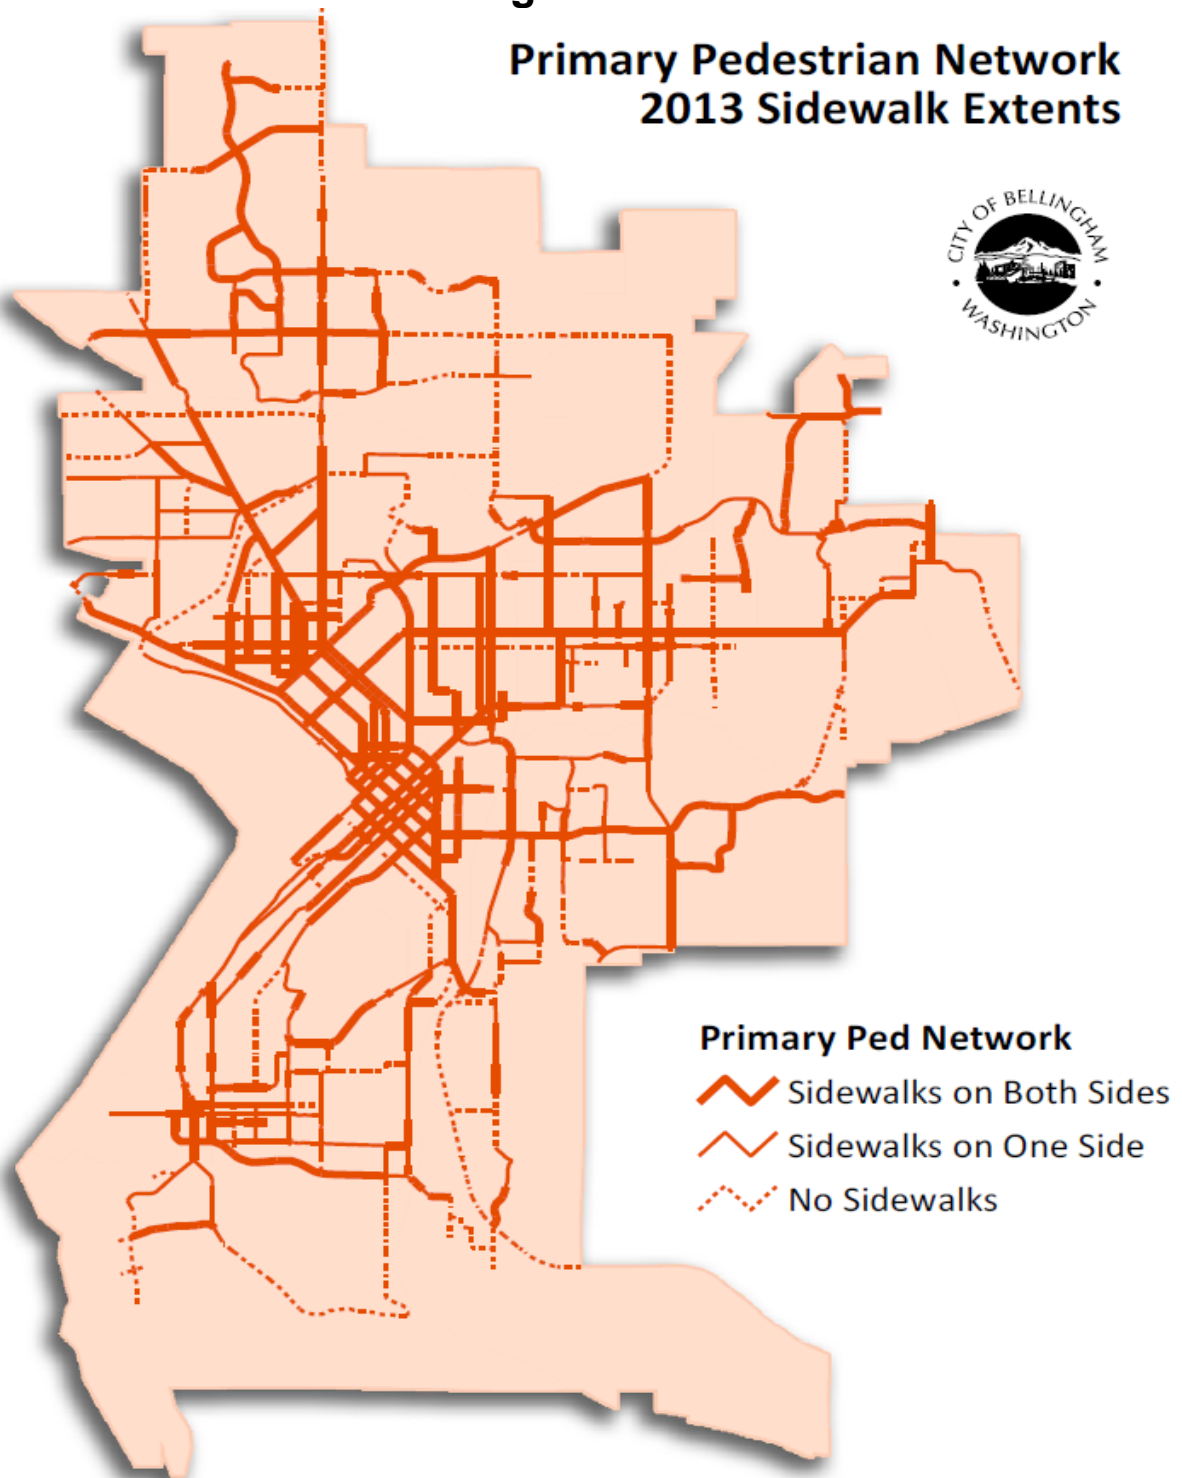 g
Primary Pedestrian Network
2013 Sidewalk Extents
CITY OF BELLINGHAM
• WASHINGTON •
Primary Ped Network
Sidewalks on Both Sides
Sidewalks on One Side
No Sidewalks